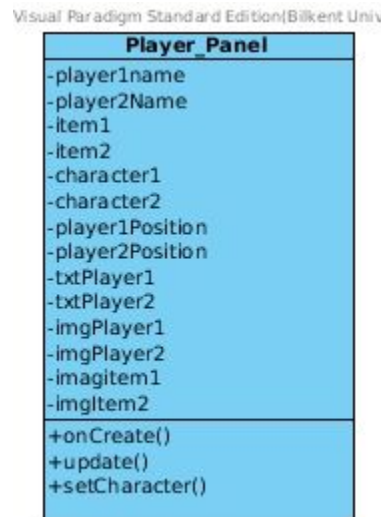 Visual Paradigm Standard Edition(Bilkent Univ
Player_Panel
-player1name
-player2Name
-item1
-item2
-character1
-character2
-player1Position
-player2Position
-txtPlayer1
-txtPlayer2
-imgPlayer1
-imgPlayer2
-imagitem1
-imgItem2
+onCreate()
+update()
+setCharacter()